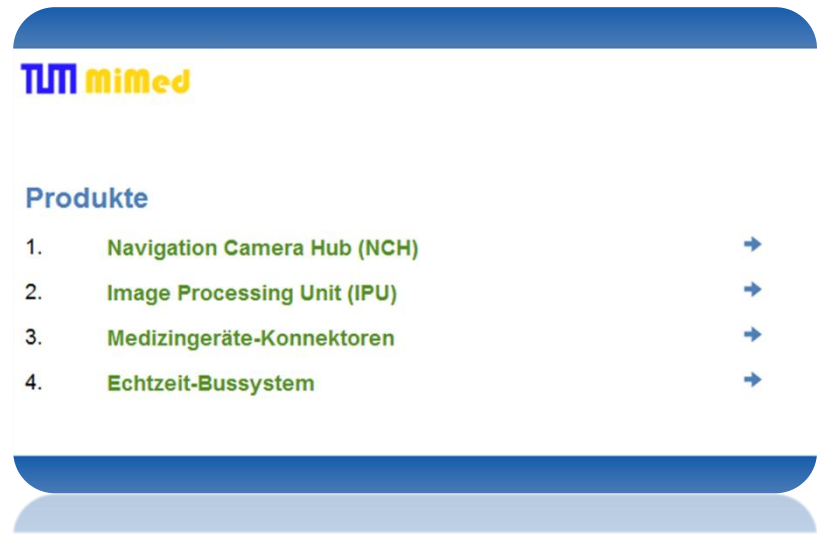 TUM MiMed
Produkte
1. Navigation Camera Hub (NCH)
2. Image Processing Unit (IPU)
3. Medizingeräte-Konnektoren
4. Echtzeit-Bussystem